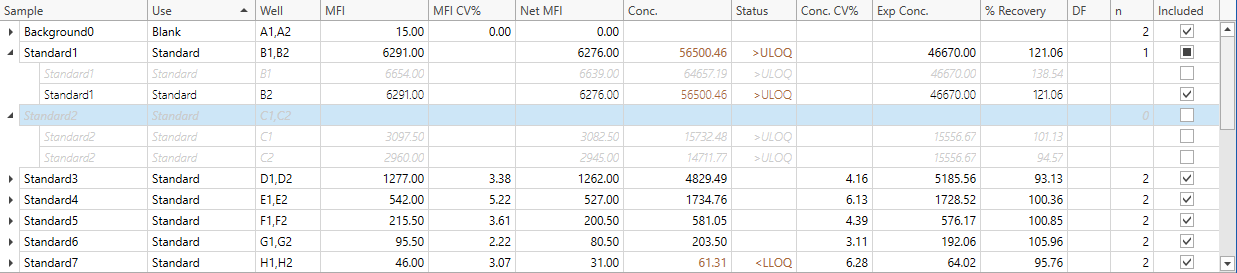 Sample Use Well MFI MFI CV% Net MFI Conc. Status Conc. CV% Exp Conc. % Recovery DF n Included
Background0 Blank A1,A2 15.00 0.00 0.00 2
Standard1 Standard B1,B2 6291.00 6276.00 56500.46 >ULOQ 46670.00 121.06 1
Standard1 Standard B1 6654.00 6639.00 64657.19 >ULOQ 46670.00 138.54
Standard1 Standard B2 6291.00 6276.00 56500.46 >ULOQ 46670.00 121.06
Standard2 Standard C1,C2 0
Standard2 Standard C1 3097.50 3082.50 15732.48 >ULOQ 15556.67 101.13
Standard2 Standard C2 2960.00 2945.00 14711.77 >ULOQ 15556.67 94.57
Standard3 Standard D1,D2 1277.00 3.38 1262.00 4829.49 4.16 5185.56 93.13 2
Standard4 Standard E1,E2 542.00 5.22 527.00 1734.76 6.13 1728.52 100.36 2
Standard5 Standard F1,F2 215.50 3.61 200.50 581.05 4.39 576.17 100.85 2
Standard6 Standard G1,G2 95.50 2.22 80.50 203.50 3.11 192.06 105.96 2
Standard7 Standard H1,H2 46.00 3.07 31.00 61.31 <LLOQ 6.28 64.02 95.76 2